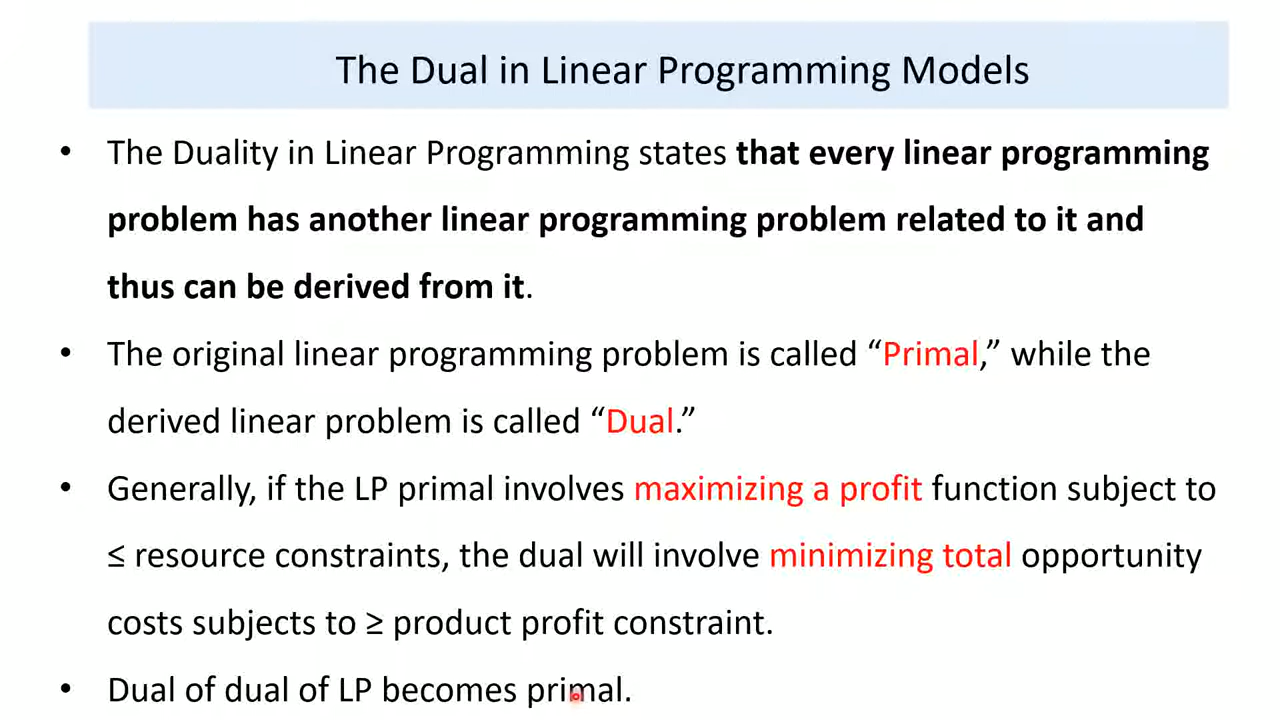 The Dual in Linear Programming Models
• The Duality in Linear Programming states that every linear programming
problem has another linear programming problem related to it and
thus can be derived from it.
• The original linear programming problem is called “Primal,” while the
derived linear problem is called “Dual.”
• Generally, if the LP primal involves maximizing a profit function subject to
≤ resource constraints, the dual will involve minimizing total opportunity
costs subjects to ≥ product profit constraint.
• Dual of dual of LP becomes primal.